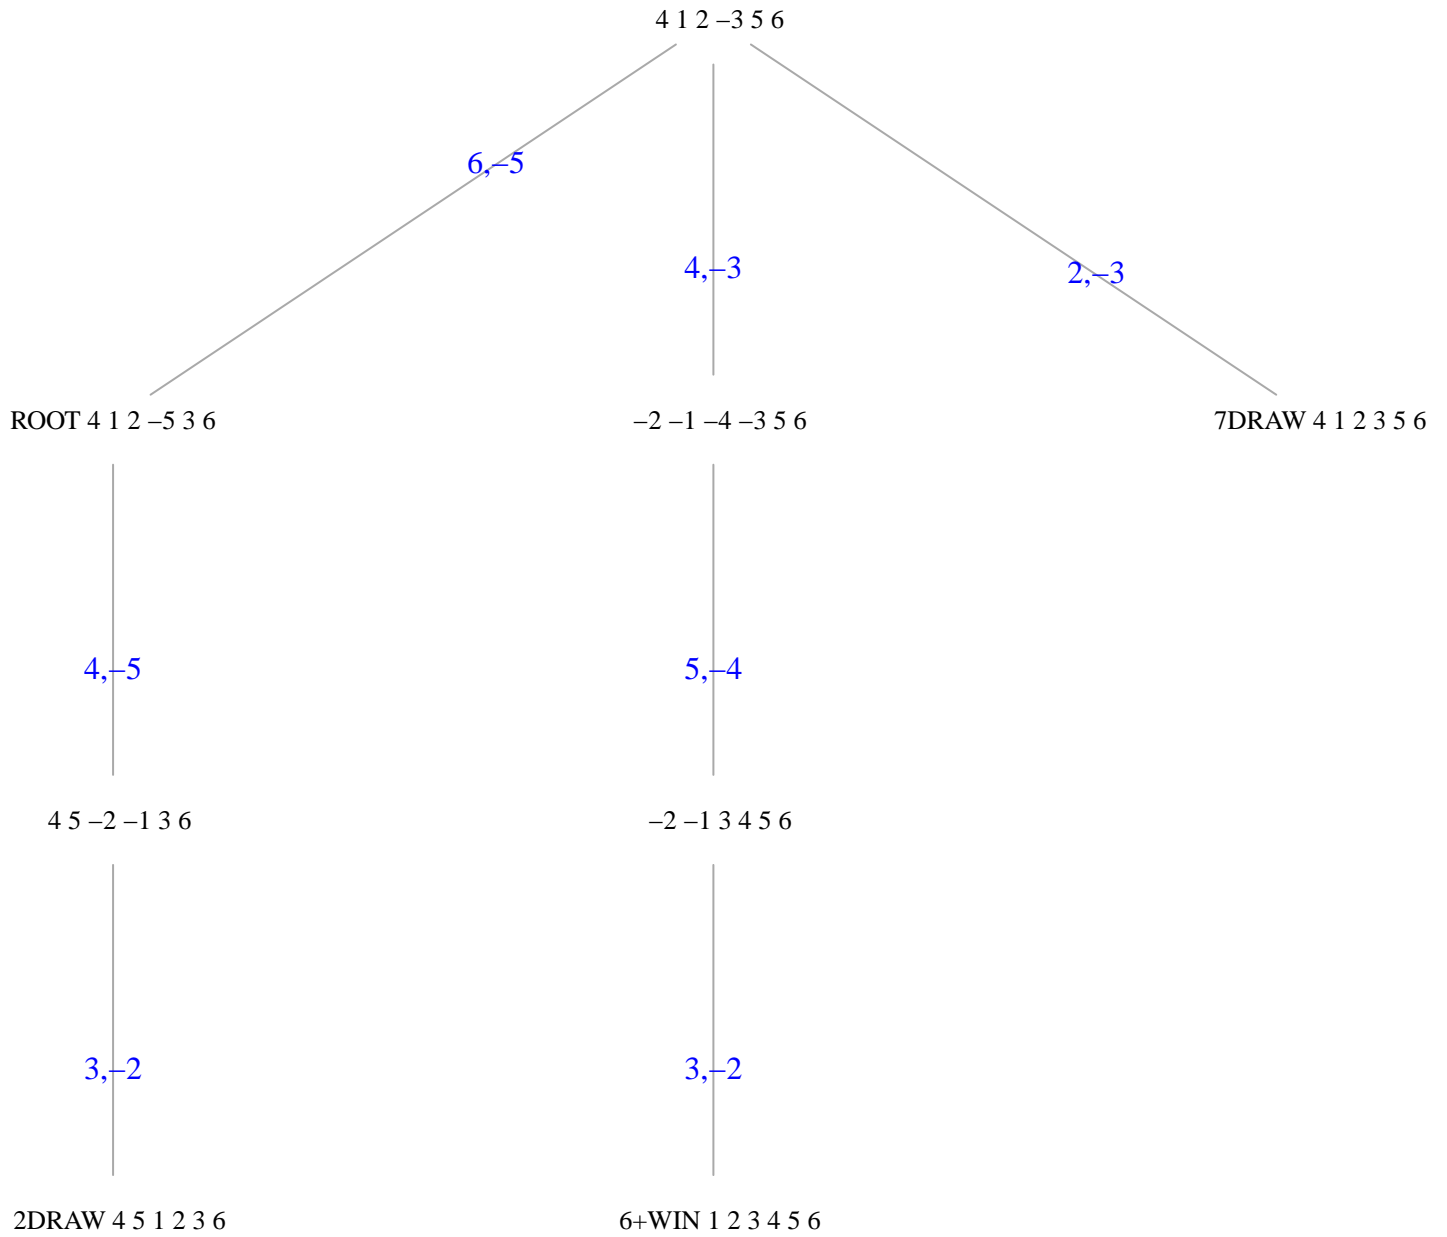 4 1 2 –3 5 6
6,–5
4,–3
2,–3
ROOT 4 1 2 –5 3 6
–2 –1 –4 –3 5 6
7DRAW 4 1 2 3 5 6
4,–5
5,–4
4 5 –2 –1 3 6
–2 –1 3 4 5 6
3,–2
3,–2
2DRAW 4 5 1 2 3 6
6+WIN 1 2 3 4 5 6